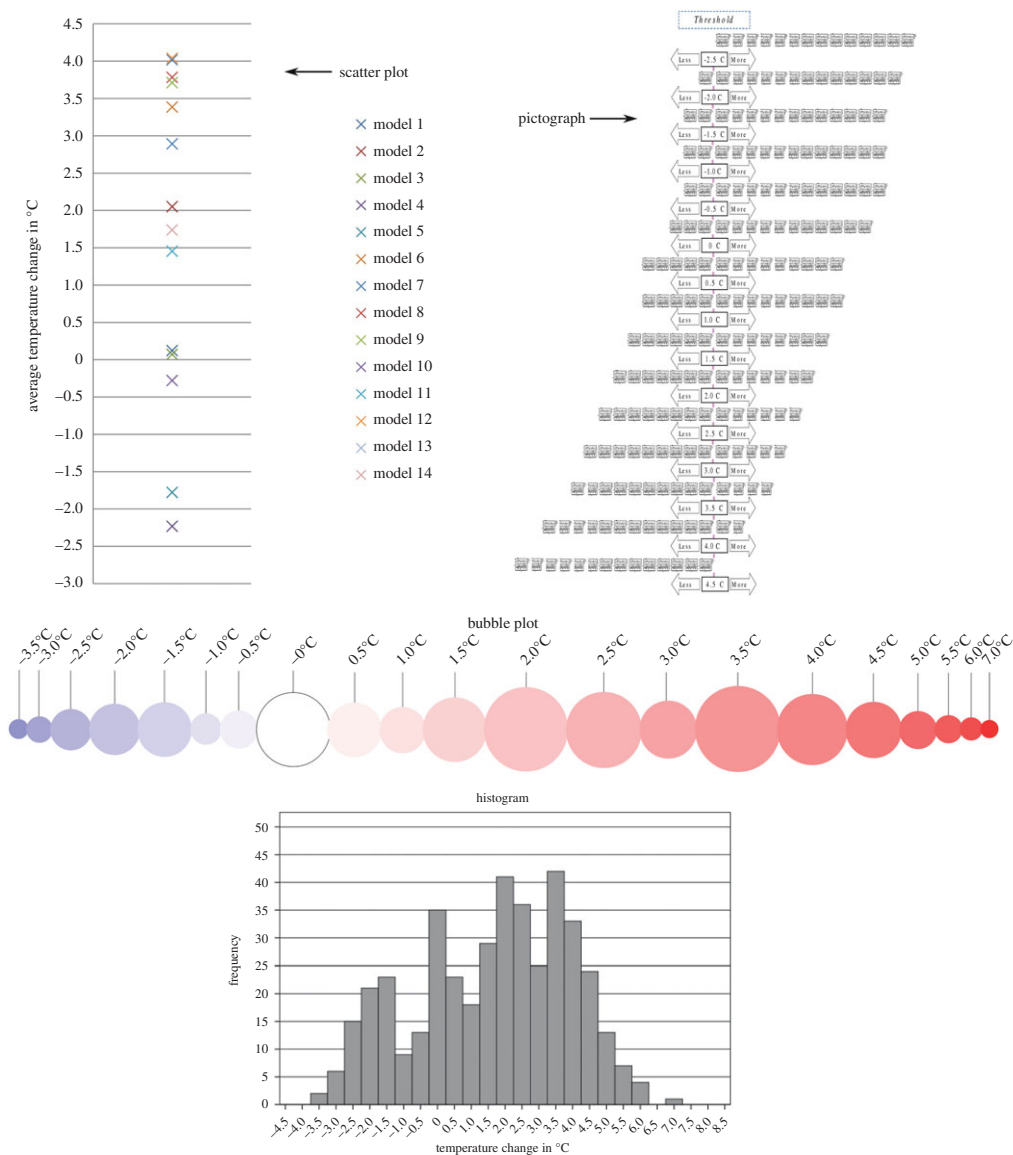 4.5
4.0
3.5
3.0
2.5
2.0
1.5
1.0
0.5
0
–0.5
–1.0
–1.5
–2.0
–2.5
–3.0
average temperature change in °C
scatter plot
model 1
model 2
model 3
model 4
model 5
model 6
model 7
model 8
model 9
model 10
model 11
model 12
model 13
model 14
pictograph
Threshold
Less -2.5 C More
Less -2.0 C More
Less -1.5 C More
Less -1.0 C More
Less -0.5 C More
Less 0 C More
Less 0.5 C More
Less 1.0 C More
Less 1.5 C More
Less 2.0 C More
Less 2.5 C More
Less 3.0 C More
Less 3.5 C More
Less 4.0 C More
Less 4.5 C More
bubble plot
–3.5°C –3.0°C –2.5°C –2.0°C –1.5°C –1.0°C –0.5°C –0°C 0.5°C 1.0°C 1.5°C 2.0°C 2.5°C 3.0°C 3.5°C 4.0°C 4.5°C 5.0°C 5.5°C 6.0°C 7.0°C
histogram
50
45
40
35
30
25
20
15
10
5
0
frequency
–4.5 –4.0 –3.5 –3.0 –2.5 –2.0 –1.5 –1.0 –0.5 0 0.5 1.0 1.5 2.0 2.5 3.0 3.5 4.0 4.5 5.0 5.5 6.0 6.5 7.0 7.5 8.0 8.5
temperature change in °C